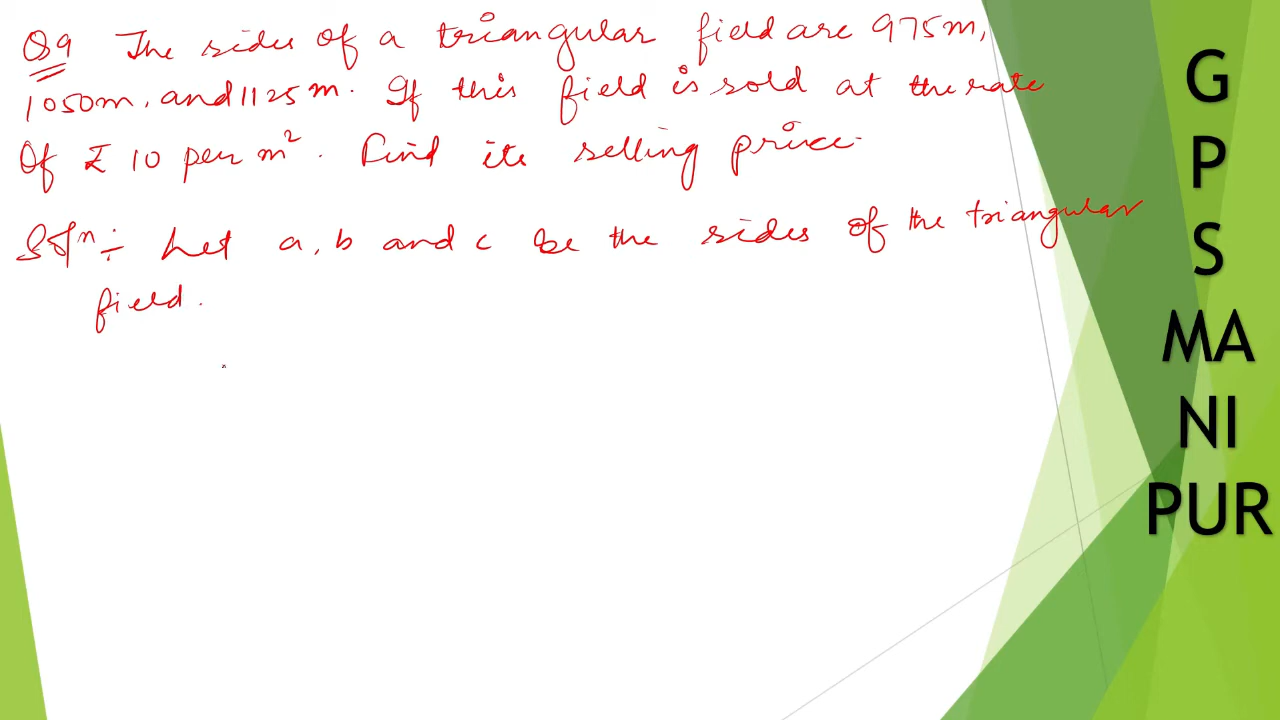 Q9 The sides of a triangular field are 975m,
1050m, and 1125m. If this field is sold at the rate
Of ₹ 10 per m². Find its selling price.
Solⁿ ÷ Let a, b and c be the sides of the triangular
field.
G
P
S
MA
NI
PUR